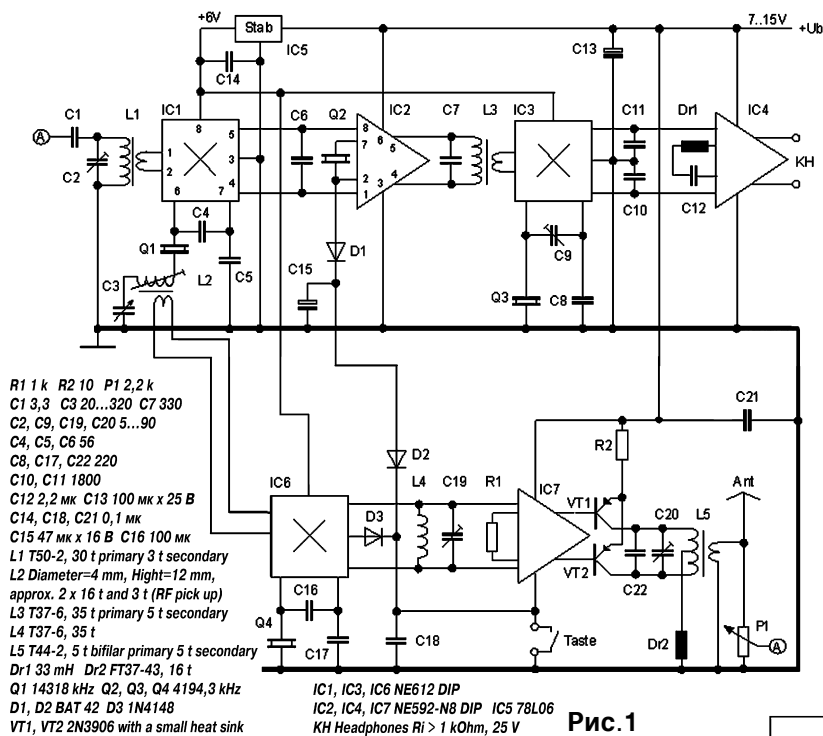 +6V
Stab
IC5
7..15V
+Ub
C14
C13
C1
L1
IC1
Q2
IC2
C7
L3
IC3
C11
Dr1
IC4
C6
A
8
1
2
5
3
4
6
7
8
7
2
1
6
5
3
4
KH
C2
C4
Q1
C5
D1
C15
C10
C12
C9
Q3
C8
C3
L2
R1 1 k R2 10 P1 2,2 k
C1 3,3 C3 20...320 C7 330
C2, C9, C19, C20 5...90
C4, C5, C6 56
C8, C17, C22 220
C10, C11 1800
C12 2,2 мк C13 100 мк x 25 В
C14, C18, C21 0,1 мк
C15 47 мк x 16 В C16 100 мк
L1 T50-2, 30 t primary 3 t secondary
L2 Diameter=4 mm, Hight=12 mm,
approx. 2 x 16 t and 3 t (RF pick up)
L3 T37-6, 35 t primary 5 t secondary
L4 T37-6, 35 t
L5 T44-2, 5 t bifilar primary 5 t secondary
Dr1 33 mH Dr2 FT37-43, 16 t
Q1 14318 kHz Q2, Q3, Q4 4194,3 kHz
D1, D2 BAT 42 D3 1N4148
VT1, VT2 2N3906 with a small heat sink
C21
D2
R2
Ant
IC6
L4
C19
R1
IC7
VT1
C20
L5
D3
VT2
C22
C16
Q4
C17
C18
Taste
Dr2
P1
A
IC1, IC3, IC6 NE612 DIP
IC2, IC4, IC7 NE592-N8 DIP IC5 78L06
KH Headphones Ri > 1 kOhm, 25 V
Рис.1